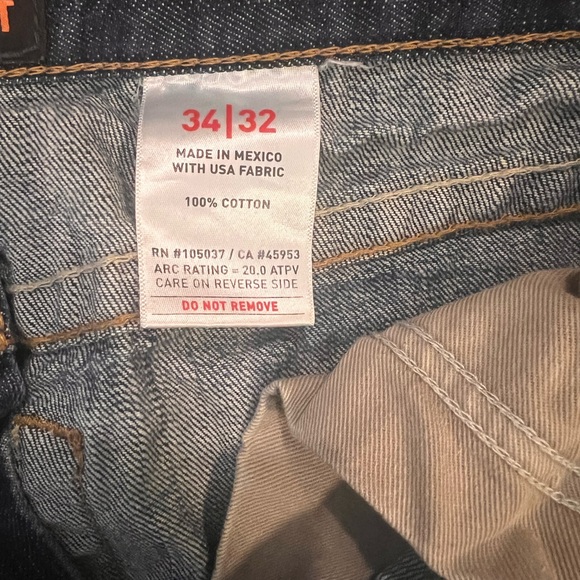 T
34|32
MADE IN MEXICO
WITH USA FABRIC
100% COTTON
RN #105037 / CA #45953
ARC RATING = 20.0 ATPV
CARE ON REVERSE SIDE
DO NOT REMOVE